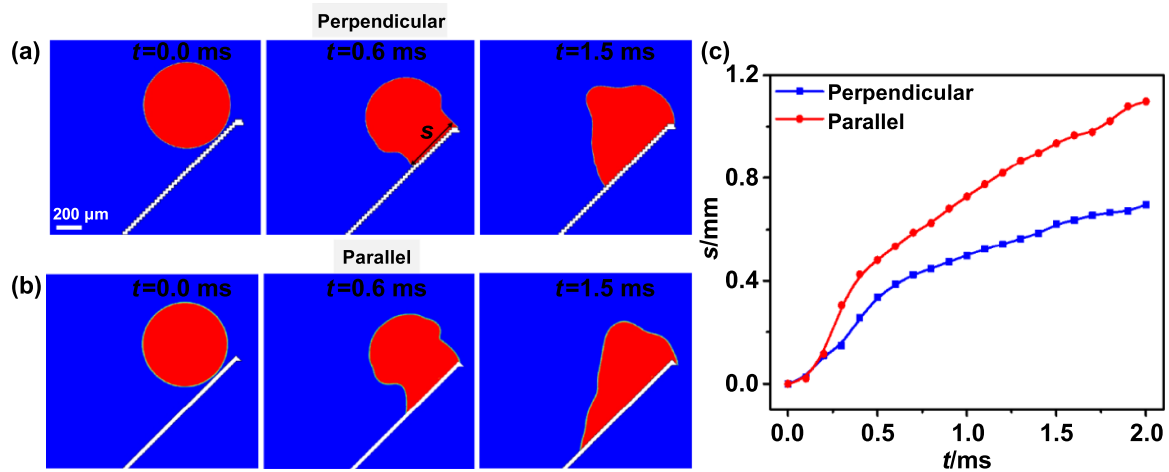 Perpendicular
(a)
t=0.0 ms
t=0.6 ms
t=1.5 ms
s
200 μm
Parallel
(b)
t=0.0 ms
t=0.6 ms
t=1.5 ms
(c)
1.2
0.8
0.4
0.0
s/mm
Perpendicular
Parallel
0.0 0.5 1.0 1.5 2.0
t/ms